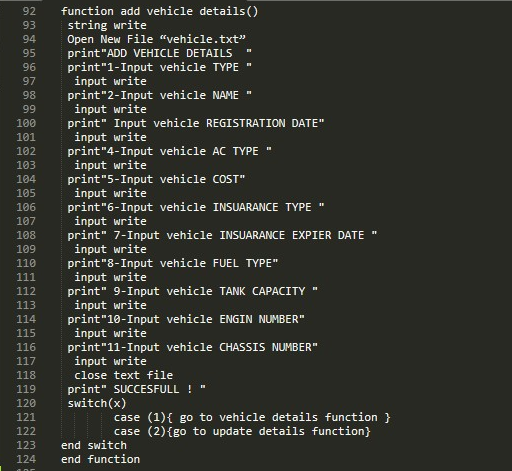 92 function add vehicle details()
93 string write
94 Open New File “vehicle.txt”
95 print"ADD VEHICLE DETAILS "
96 print"1-Input vehicle TYPE "
97 input write
98 print"2-Input vehicle NAME "
99 input write
100 print" Input vehicle REGISTRATION DATE"
101 input write
102 print"4-Input vehicle AC TYPE "
103 input write
104 print"5-Input vehicle COST"
105 input write
106 print"6-Input vehicle INSUARANCE TYPE "
107 input write
108 print" 7-Input vehicle INSUARANCE EXPIER DATE "
109 input write
110 print"8-Input vehicle FUEL TYPE"
111 input write
112 print" 9-Input vehicle TANK CAPACITY "
113 input write
114 print"10-Input vehicle ENGIN NUMBER"
115 input write
116 print"11-Input vehicle CHASSIS NUMBER"
117 input write
118 close text file
119 print" SUCCESFULL ! "
120 switch(x)
121 case (1){ go to vehicle details function }
122 case (2){go to update details function}
123 end switch
124 end function